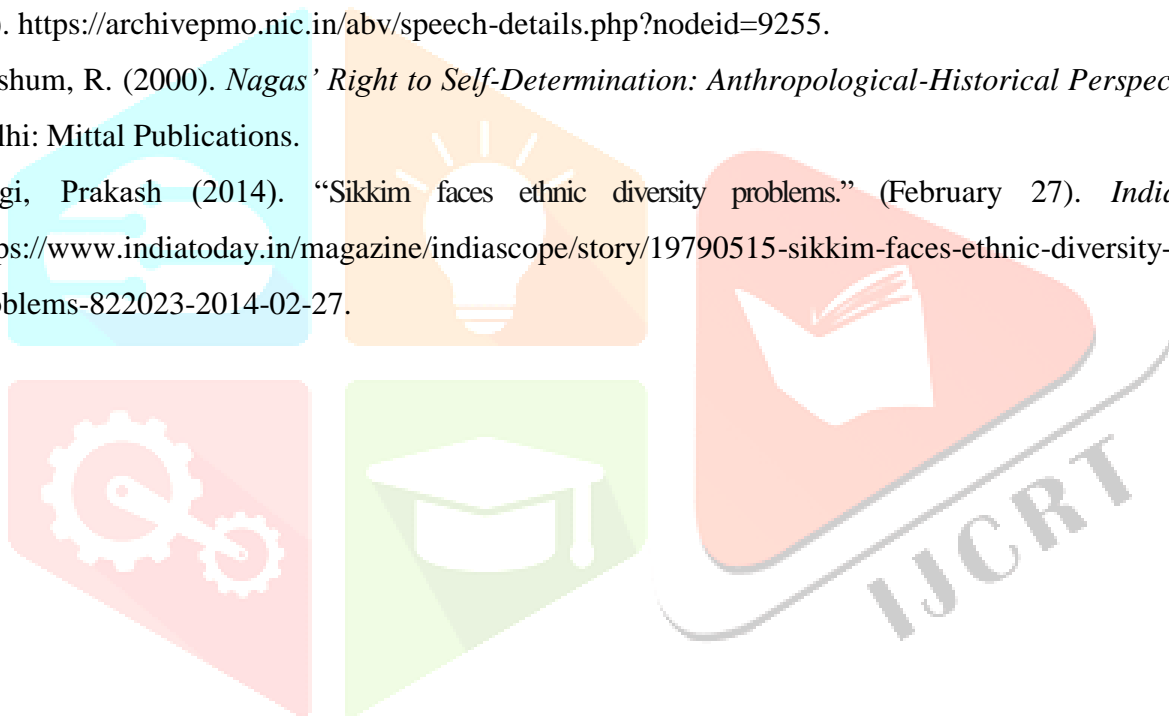 ). https://archivepmo.nic.in/abv/speech-details.php?nodeid=9255.
shum, R. (2000). Nagas’ Right to Self-Determination: Anthropological-Historical Perspec
lhi: Mittal Publications.
gi, Prakash (2014). “Sikkim faces ethnic diversity problems.” (February 27). India
ps://www.indiatoday.in/magazine/indiascope/story/19790515-sikkim-faces-ethnic-diversity-
oblems-822023-2014-02-27.
IJCRT